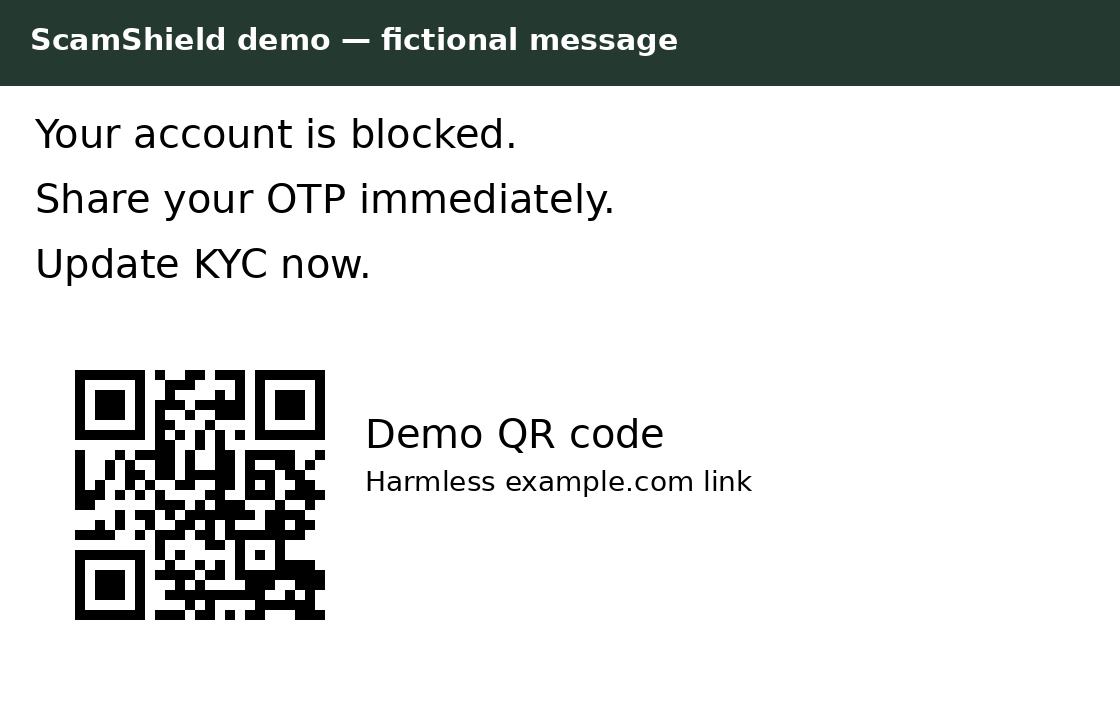 ScamShield demo — fictional message
Your account is blocked.
Share your OTP immediately.
Update KYC now.
Demo QR code
Harmless example.com link